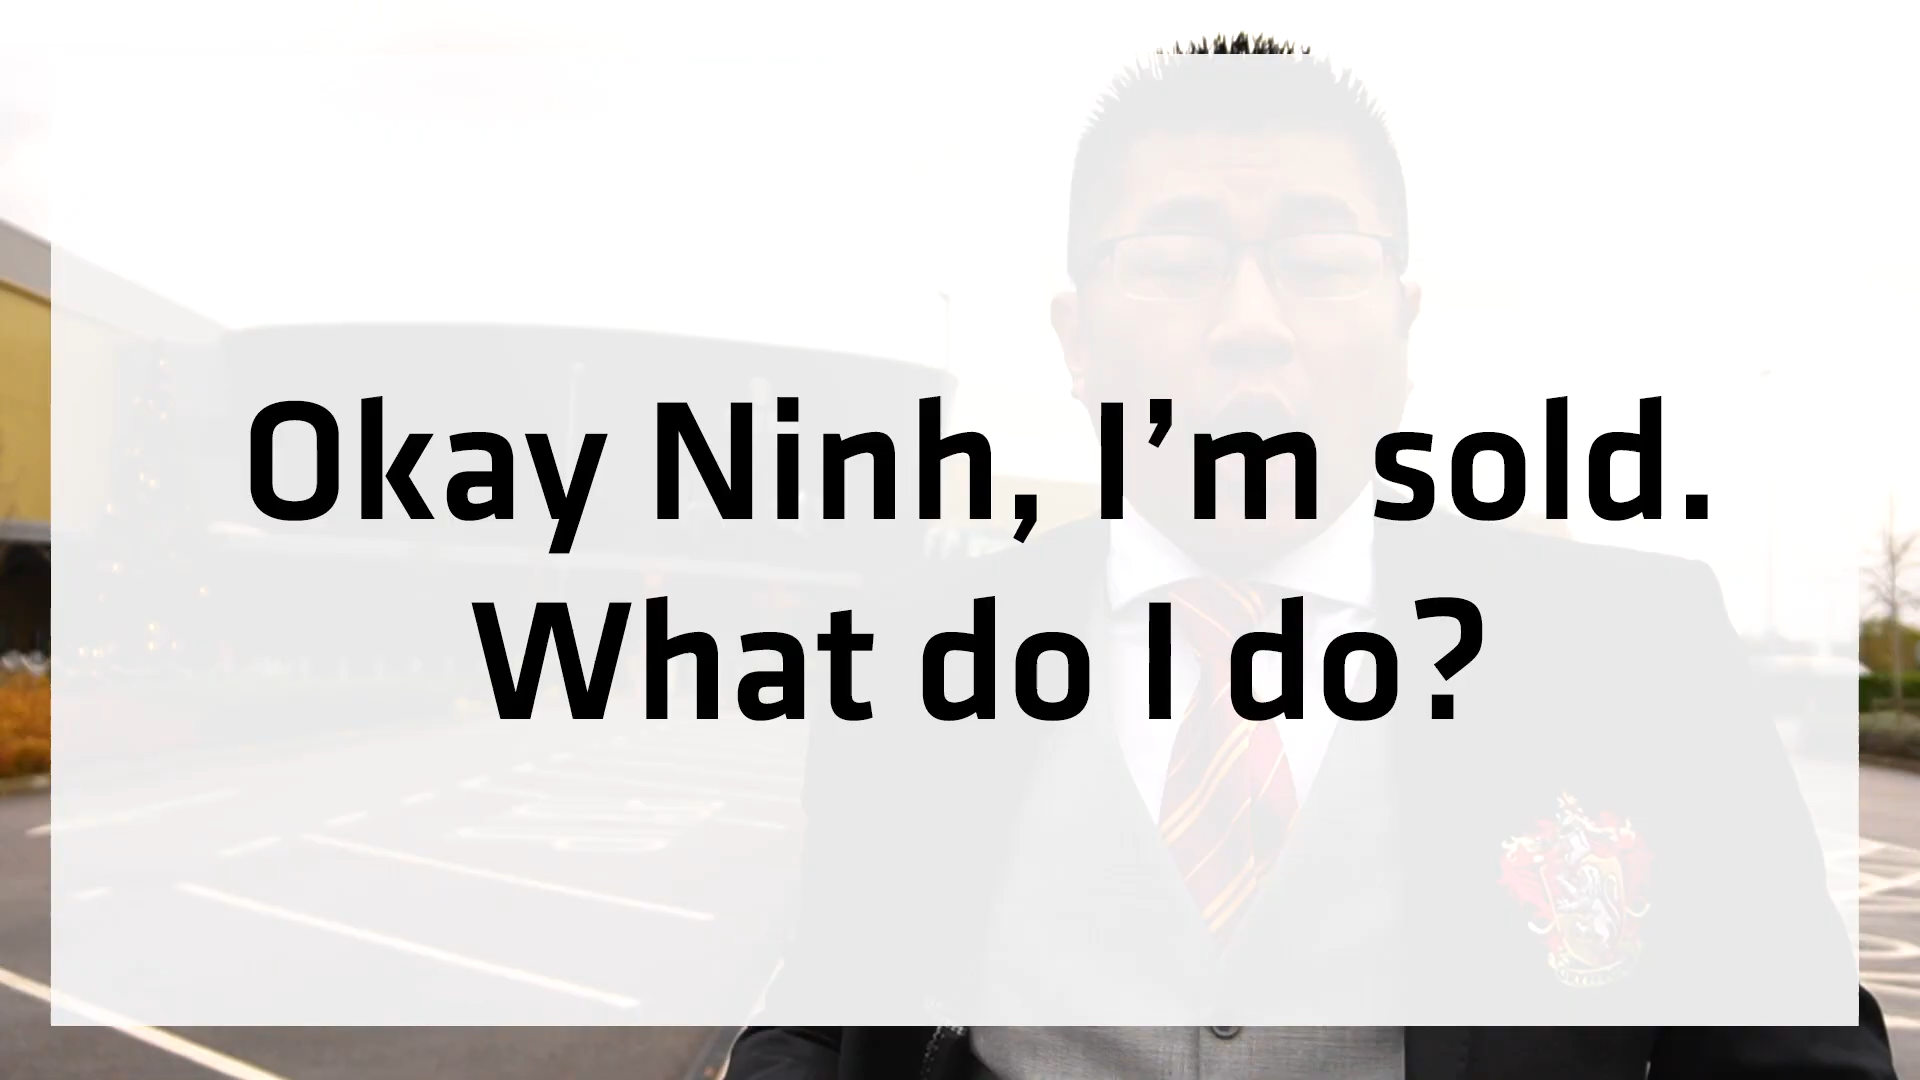 Okay Ninh, I’m sold.
What do I do?